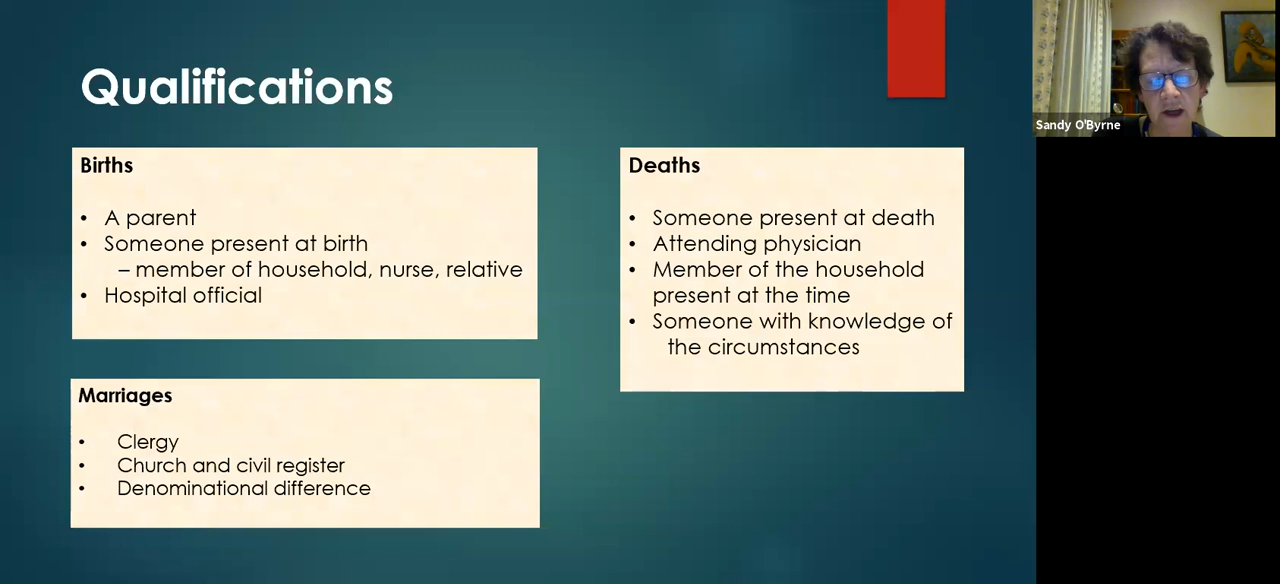 Qualifications
Births
• A parent
• Someone present at birth
– member of household, nurse, relative
• Hospital official
Marriages
• Clergy
• Church and civil register
• Denominational difference
Deaths
• Someone present at death
• Attending physician
• Member of the household
present at the time
• Someone with knowledge of
the circumstances
Sandy O'Byrne